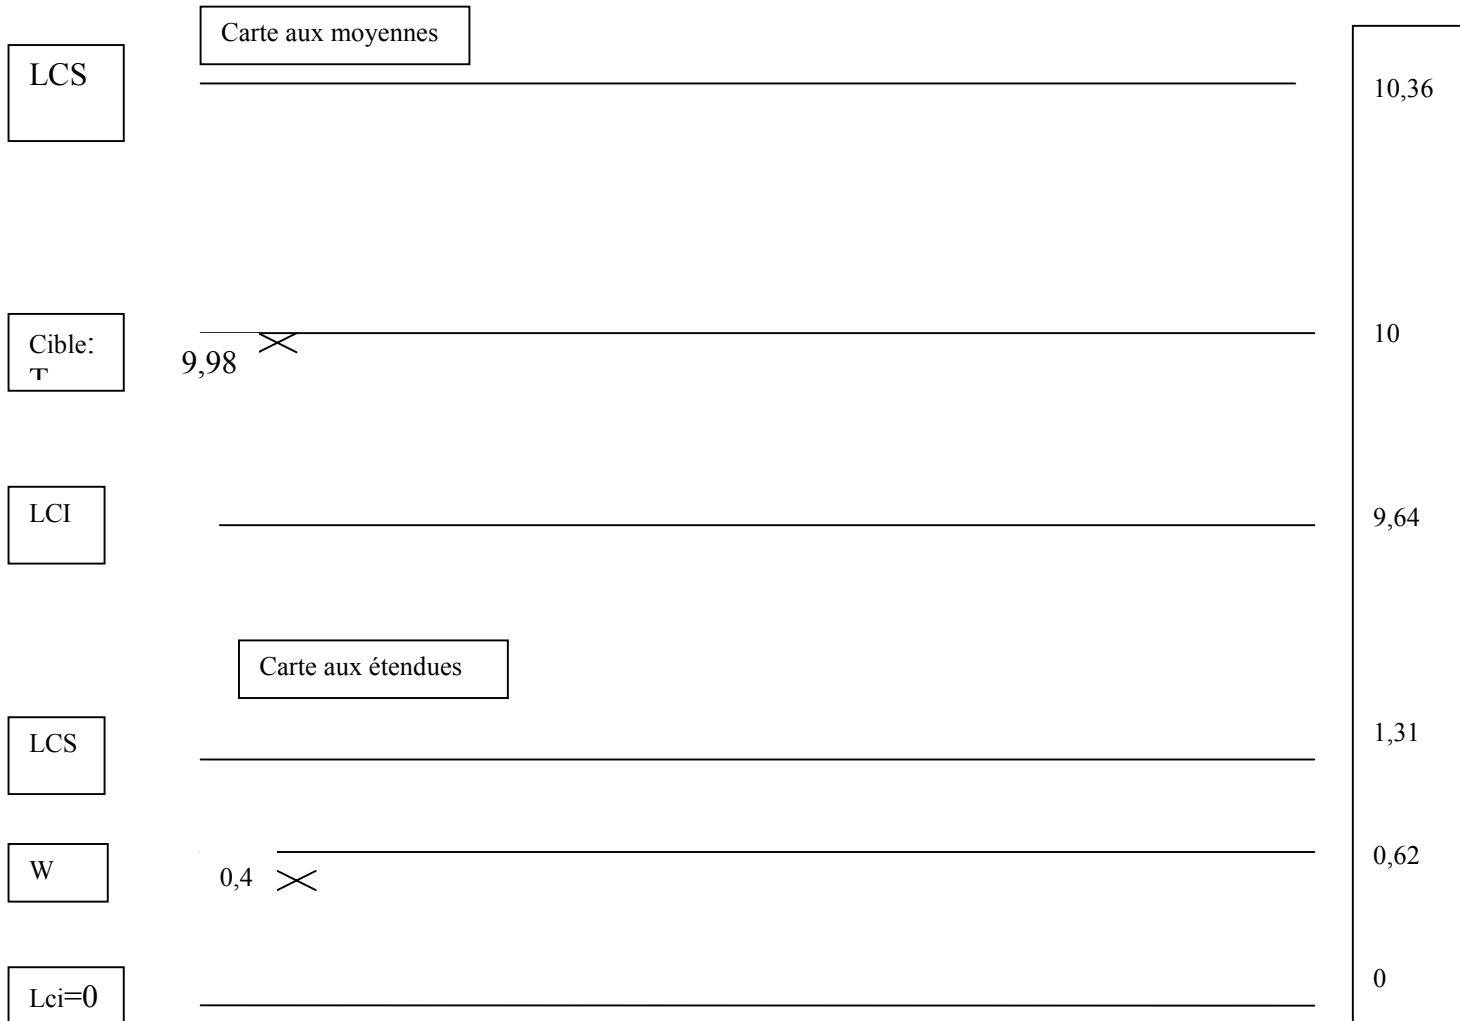 Carte aux moyennes
LCS
10,36
Cible:
T
10
9,98
LCI
9,64
Carte aux étendues
LCS
1,31
W
0,62
0,4
Lci=0
0